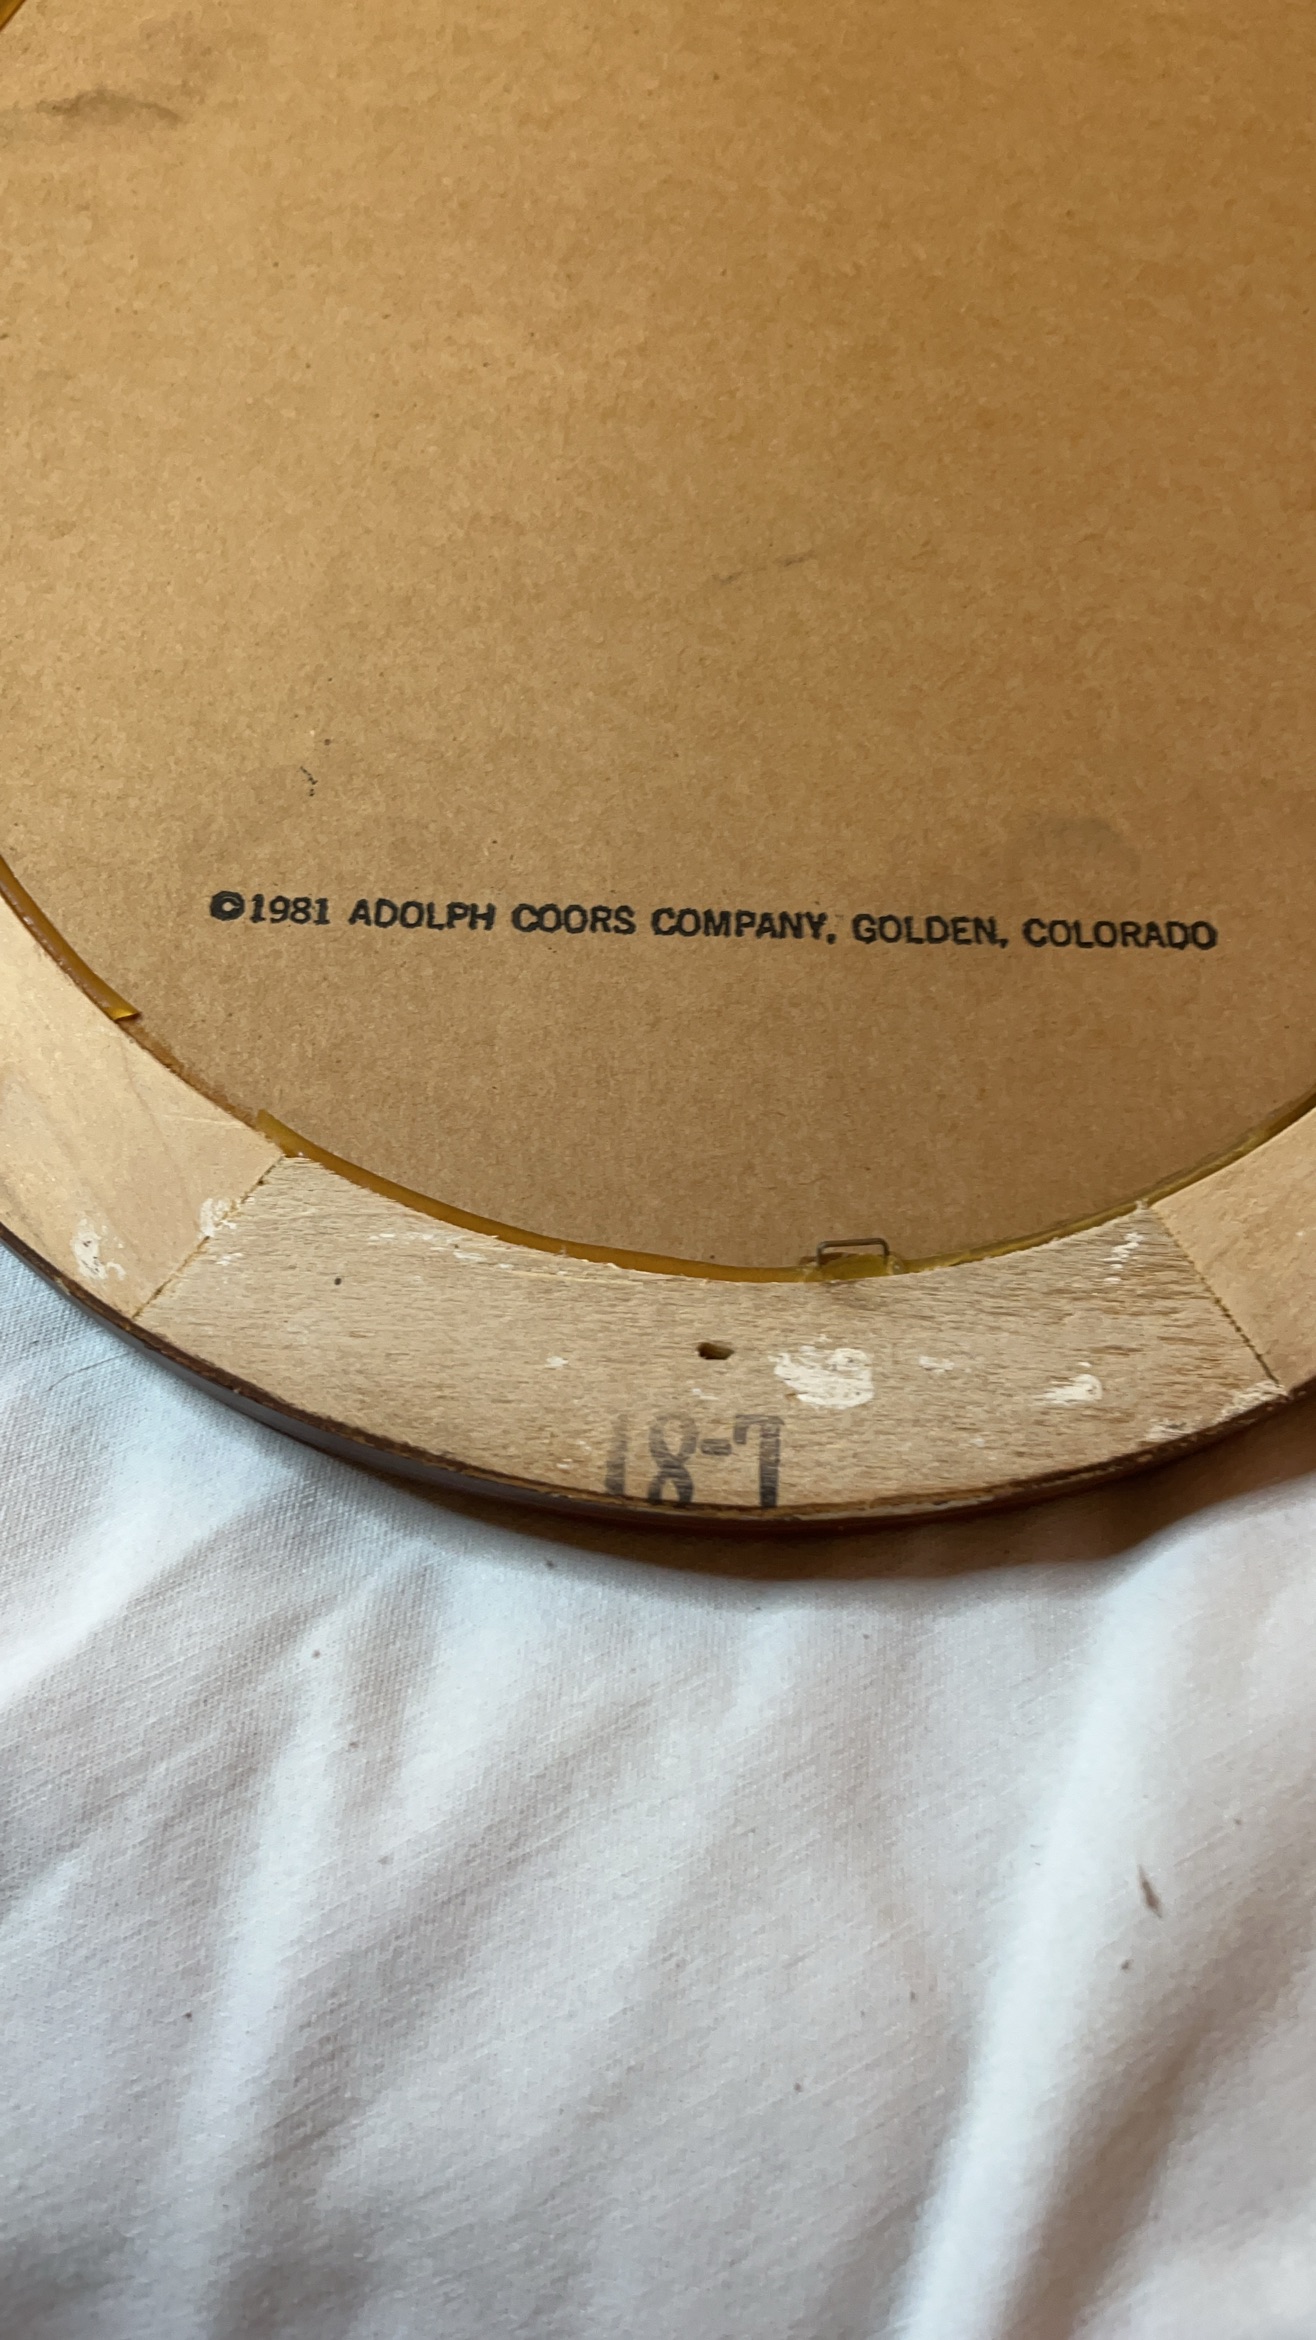 ©1981 ADOLPH COORS COMPANY, GOLDEN, COLORADO
18-7